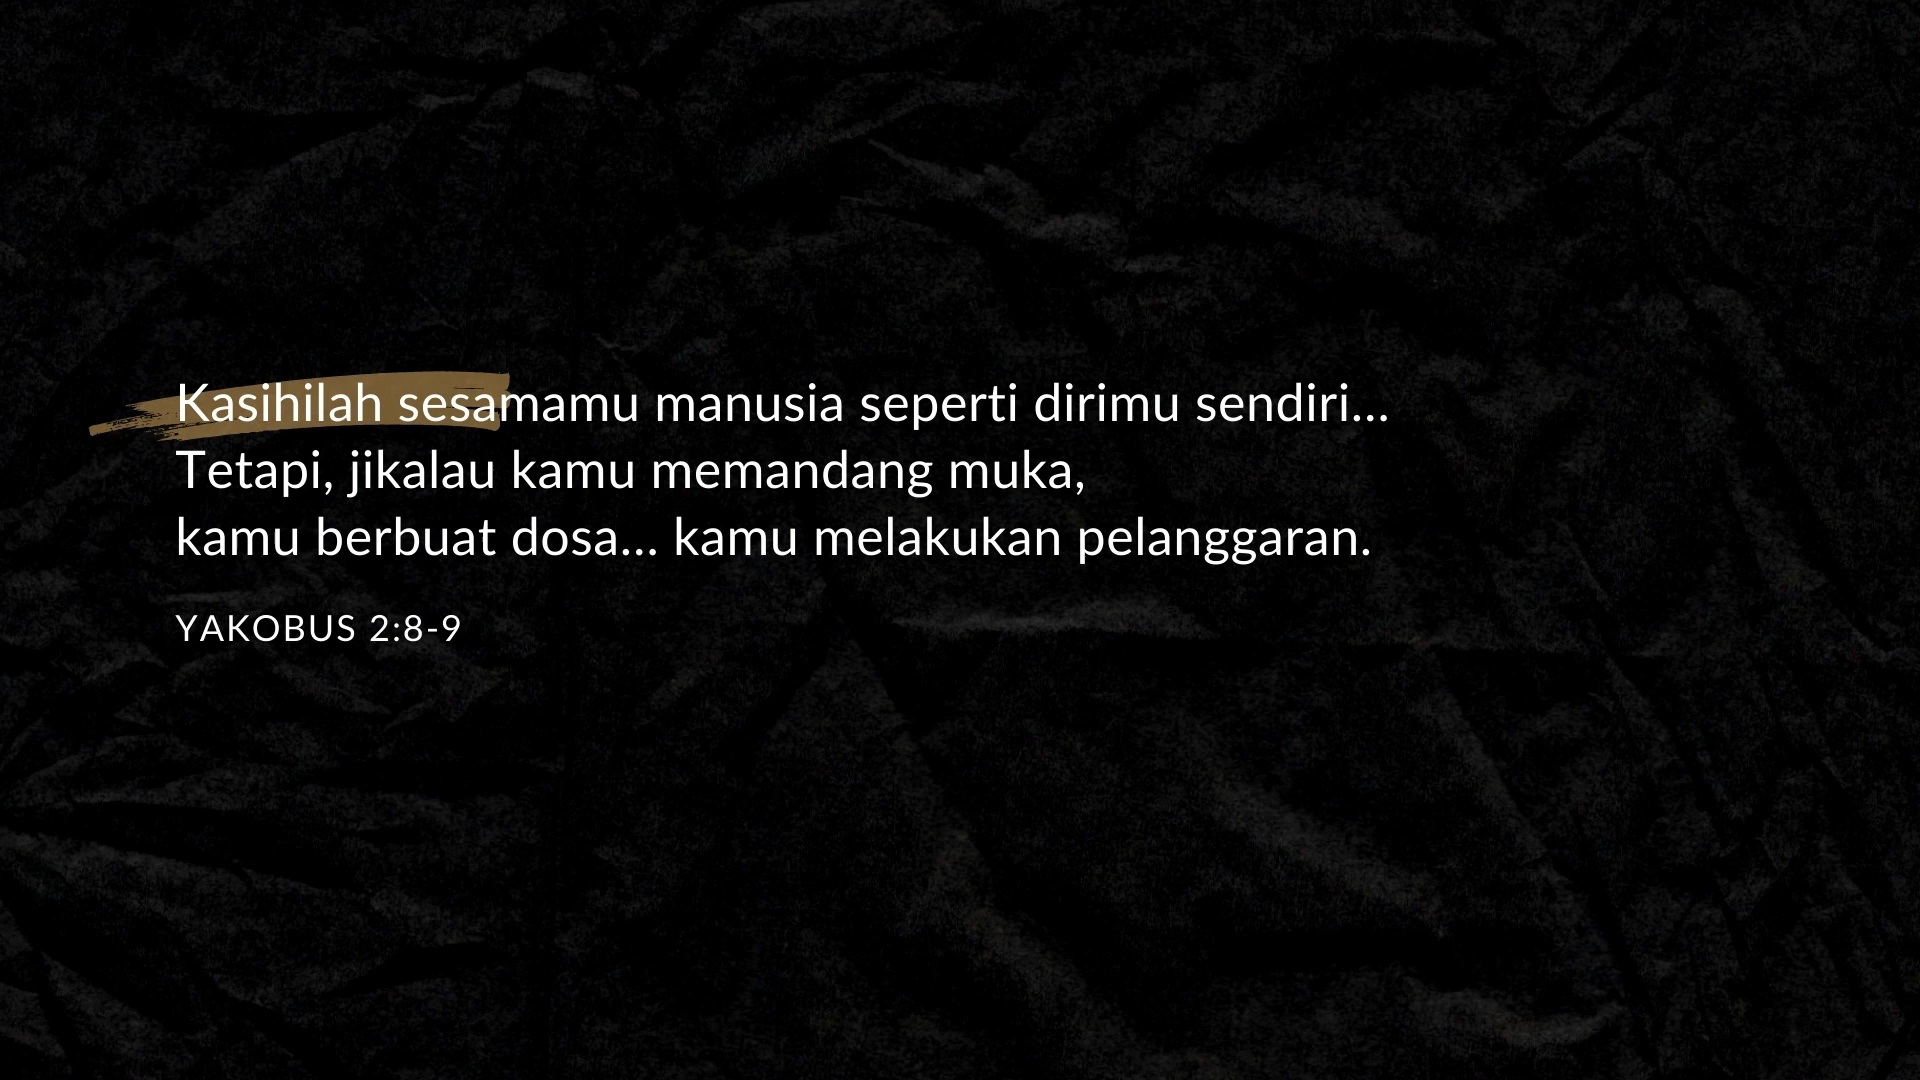 Kasihilah sesamamu manusia seperti dirimu sendiri...
Tetapi, jikalau kamu memandang muka,
kamu berbuat dosa... kamu melakukan pelanggaran.
YAKOBUS 2:8-9